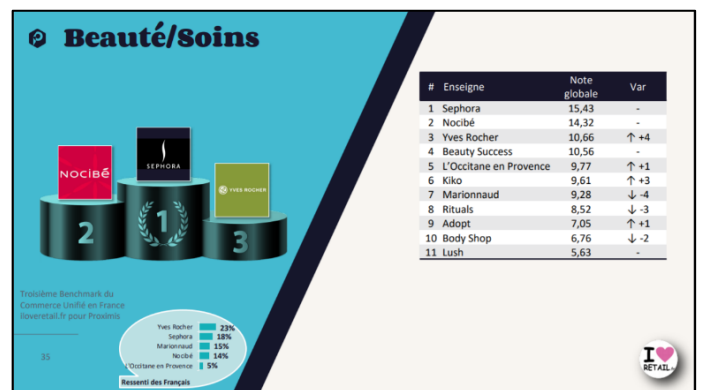 Beauté/Soins
NOCIBÉ
SEPHORA
YVES ROCHER
2
1
3
# Enseigne Note globale Var
1 Sephora 15,43 -
2 Nocibé 14,32 -
3 Yves Rocher 10,66 ↑ +4
4 Beauty Success 10,56 -
5 L'Occitane en Provence 9,77 ↑ +1
6 Kiko 9,61 ↑ +3
7 Marionnaud 9,28 ↓ -4
8 Rituals 8,52 ↓ -3
9 Adopt 7,05 ↑ +1
10 Body Shop 6,76 ↓ -2
11 Lush 5,63 -
Troisième Benchmark du
Commerce Unifié en France
iloveretail.fr pour Proximis
35
Yves Rocher 23%
Sephora 18%
Marionnaud 15%
Nocibé 14%
L'Occitane en Provence 5%
Ressenti des Français
I
RETAIL.